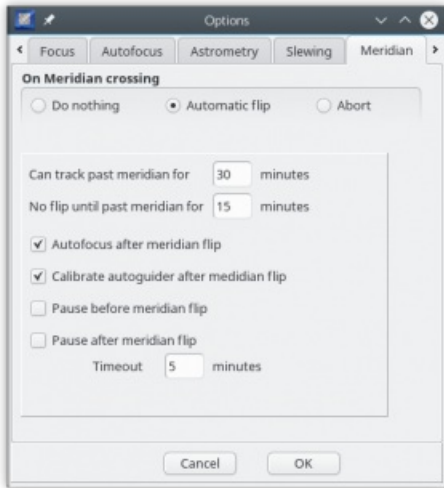 Options
Focus Autofocus Astrometry Slewing Meridian
On Meridian crossing
Do nothing Automatic flip Abort
Can track past meridian for 30 minutes
No flip until past meridian for 15 minutes
Autofocus after meridian flip
Calibrate autoguider after medidian flip
Pause before meridian flip
Pause after meridian flip
Timeout 5 minutes
Cancel OK